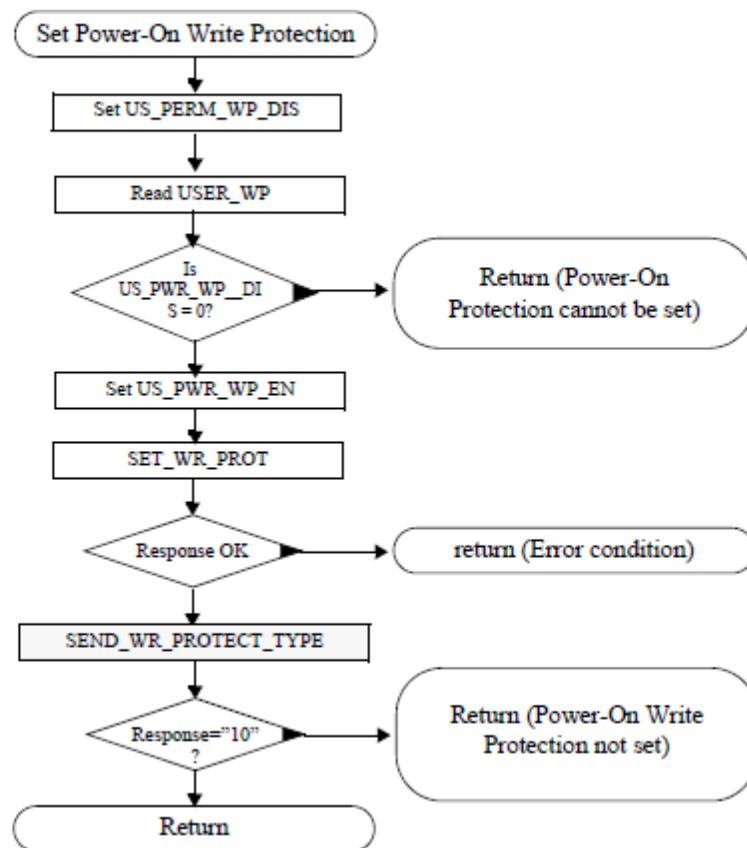 Set Power-On Write Protection
Set US_PERM_WP_DIS
Read USER_WP
Is
US_PWR_WP__DI
S = 0?
Return (Power-On
Protection cannot be set)
Set US_PWR_WP_EN
SET_WR_PROT
Response OK
return (Error condition)
SEND_WR_PROTECT_TYPE
Response="10"
?
Return (Power-On Write
Protection not set)
Return